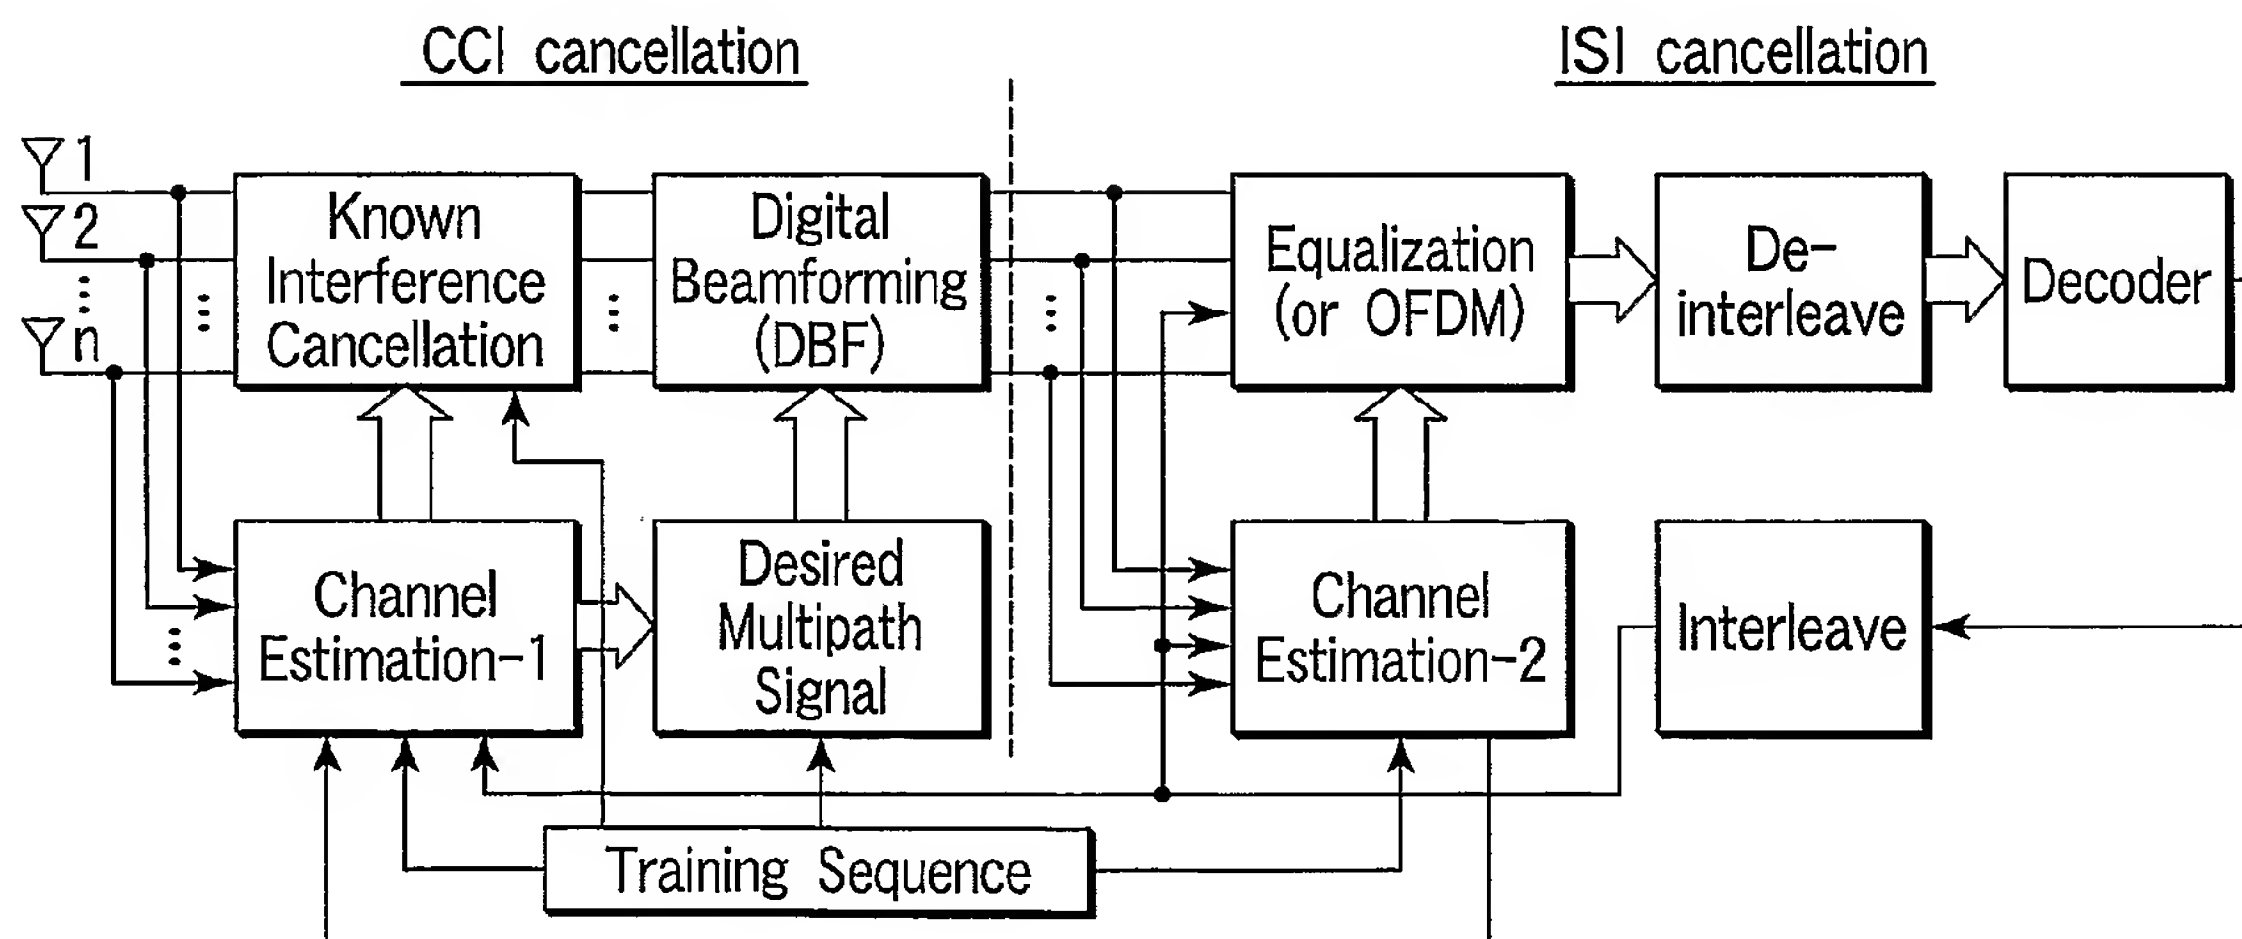 CCI cancellation
ISI cancellation
1
2
n
Known
Interference
Cancellation
Digital
Beamforming
(DBF)
Equalization
(or OFDM)
De-
interleave
Decoder
Channel
Estimation-1
Desired
Multipath
Signal
Channel
Estimation-2
Interleave
Training Sequence